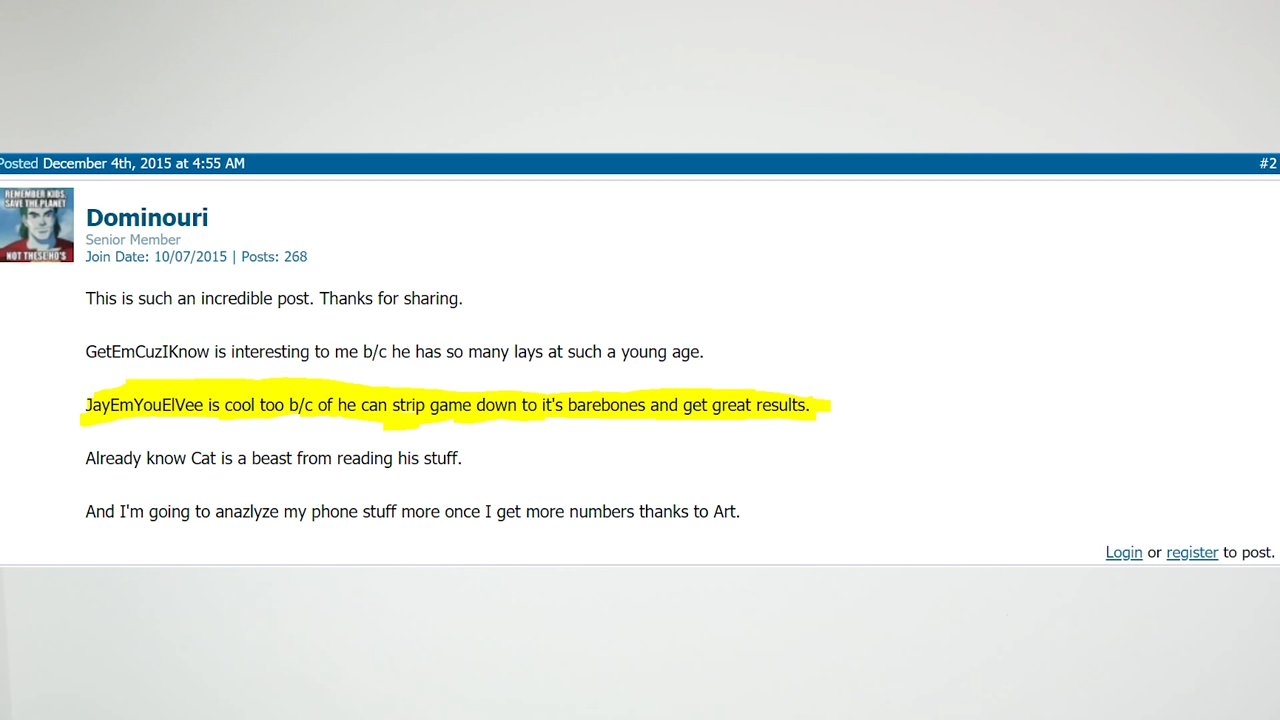 Posted December 4th, 2015 at 4:55 AM
#2
REMEMBER KIDS,
SAVE THE PLANET
NOT THESE HO'S
Dominouri
Senior Member
Join Date: 10/07/2015 | Posts: 268
This is such an incredible post. Thanks for sharing.
GetEmCuzIKnow is interesting to me b/c he has so many lays at such a young age.
JayEmYouElVee is cool too b/c of he can strip game down to it's barebones and get great results.
Already know Cat is a beast from reading his stuff.
And I'm going to anazlyze my phone stuff more once I get more numbers thanks to Art.
Login or register to post.